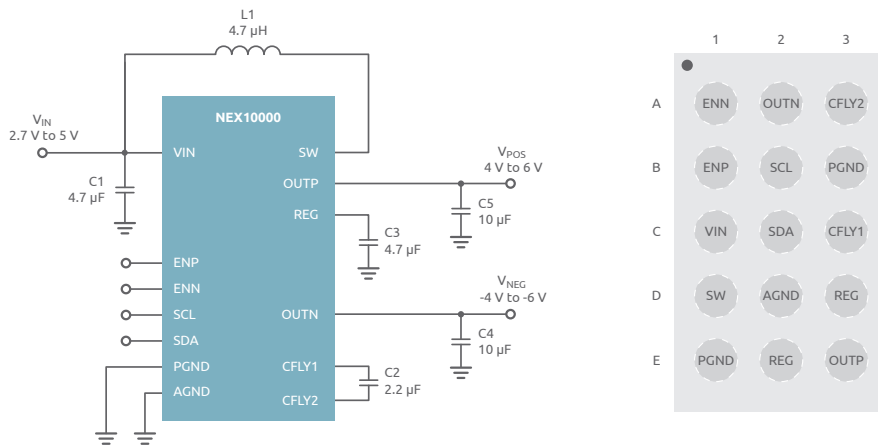 L1
4.7 µH
NEX10000
VIN
2.7 V to 5 V
VIN
SW
C1
4.7 µF
OUTP
VPOS
4 V to 6 V
C5
10 µF
REG
C3
4.7 µF
ENP
ENN
SCL
SDA
PGND
AGND
OUTN
VNEG
-4 V to -6 V
C4
10 µF
CFLY1
CFLY2
C2
2.2 µF
1 2 3
A ENN OUTN CFLY2
B ENP SCL PGND
C VIN SDA CFLY1
D SW AGND REG
E PGND REG OUTP